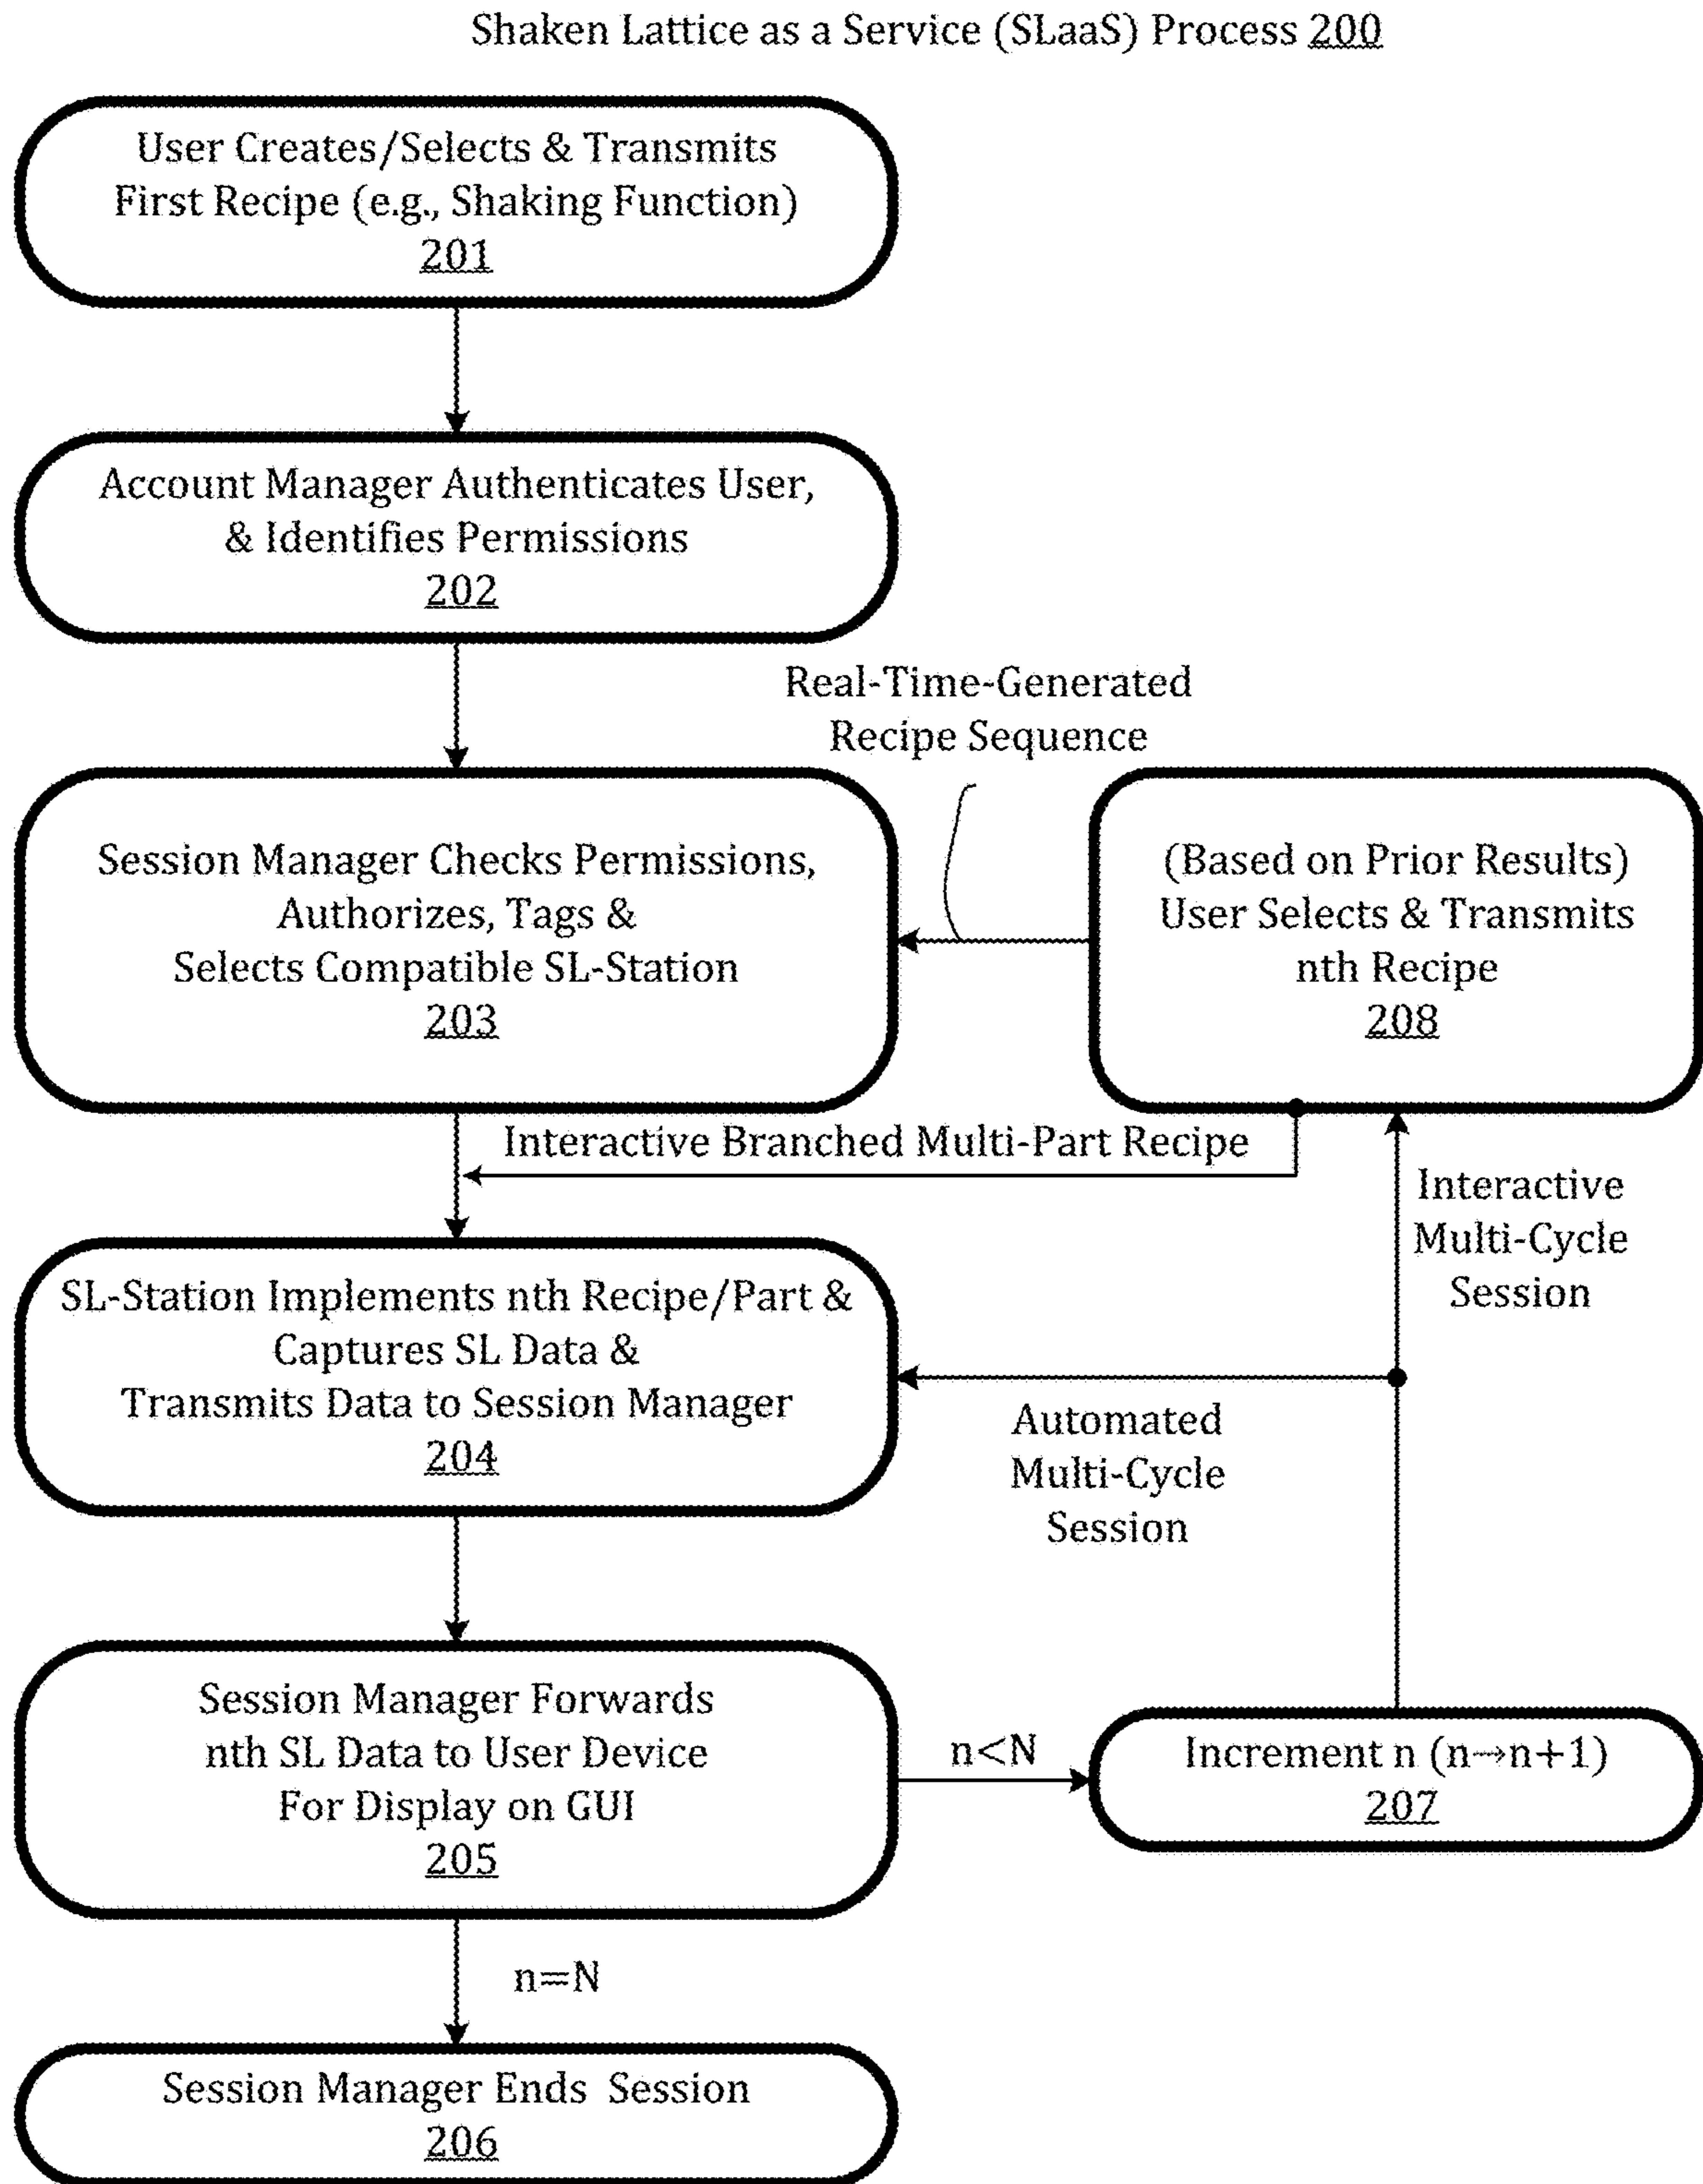 Shaken Lattice as a Service (SLaaS) Process 200
User Creates/Selects & Transmits
First Recipe (e.g., Shaking Function)
201
Account Manager Authenticates User,
& Identifies Permissions
202
Real-Time-Generated
Recipe Sequence
Session Manager Checks Permissions,
Authorizes, Tags &
Selects Compatible SL-Station
203
(Based on Prior Results)
User Selects & Transmits
nth Recipe
208
Interactive Branched Multi-Part Recipe
Interactive
Multi-Cycle
Session
SL-Station Implements nth Recipe/Part &
Captures SL Data &
Transmits Data to Session Manager
204
Automated
Multi-Cycle
Session
Session Manager Forwards
nth SL Data to User Device
For Display on GUI
205
n<N
Increment n (n→n+1)
207
n=N
Session Manager Ends Session
206